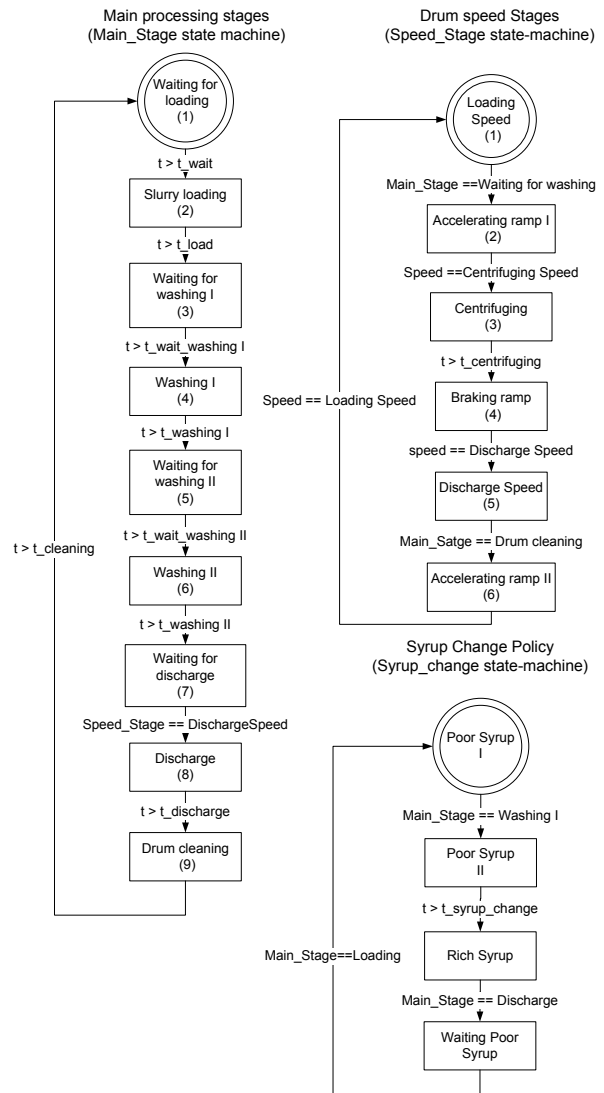 Main processing stages
(Main_Stage state machine)
Waiting for
loading
(1)
t > t_wait
Slurry loading
(2)
t > t_load
Waiting for
washing I
(3)
t > t_wait_washing I
Washing I
(4)
t > t_washing I
Waiting for
washing II
(5)
t > t_wait_washing II
Washing II
(6)
t > t_washing II
Waiting for
discharge
(7)
Speed_Stage == DischargeSpeed
Discharge
(8)
t > t_discharge
Drum cleaning
(9)
t > t_cleaning
Drum speed Stages
(Speed_Stage state-machine)
Loading
Speed
(1)
Main_Stage ==Waiting for washing
Accelerating ramp I
(2)
Speed ==Centrifuging Speed
Centrifuging
(3)
t > t_centrifuging
Braking ramp
(4)
speed == Discharge Speed
Discharge Speed
(5)
Main_Satge == Drum cleaning
Accelerating ramp II
(6)
Speed == Loading Speed
Syrup Change Policy
(Syrup_change state-machine)
Poor Syrup
I
Main_Stage == Washing I
Poor Syrup
II
t > t_syrup_change
Rich Syrup
Main_Stage == Discharge
Waiting Poor
Syrup
Main_Stage==Loading